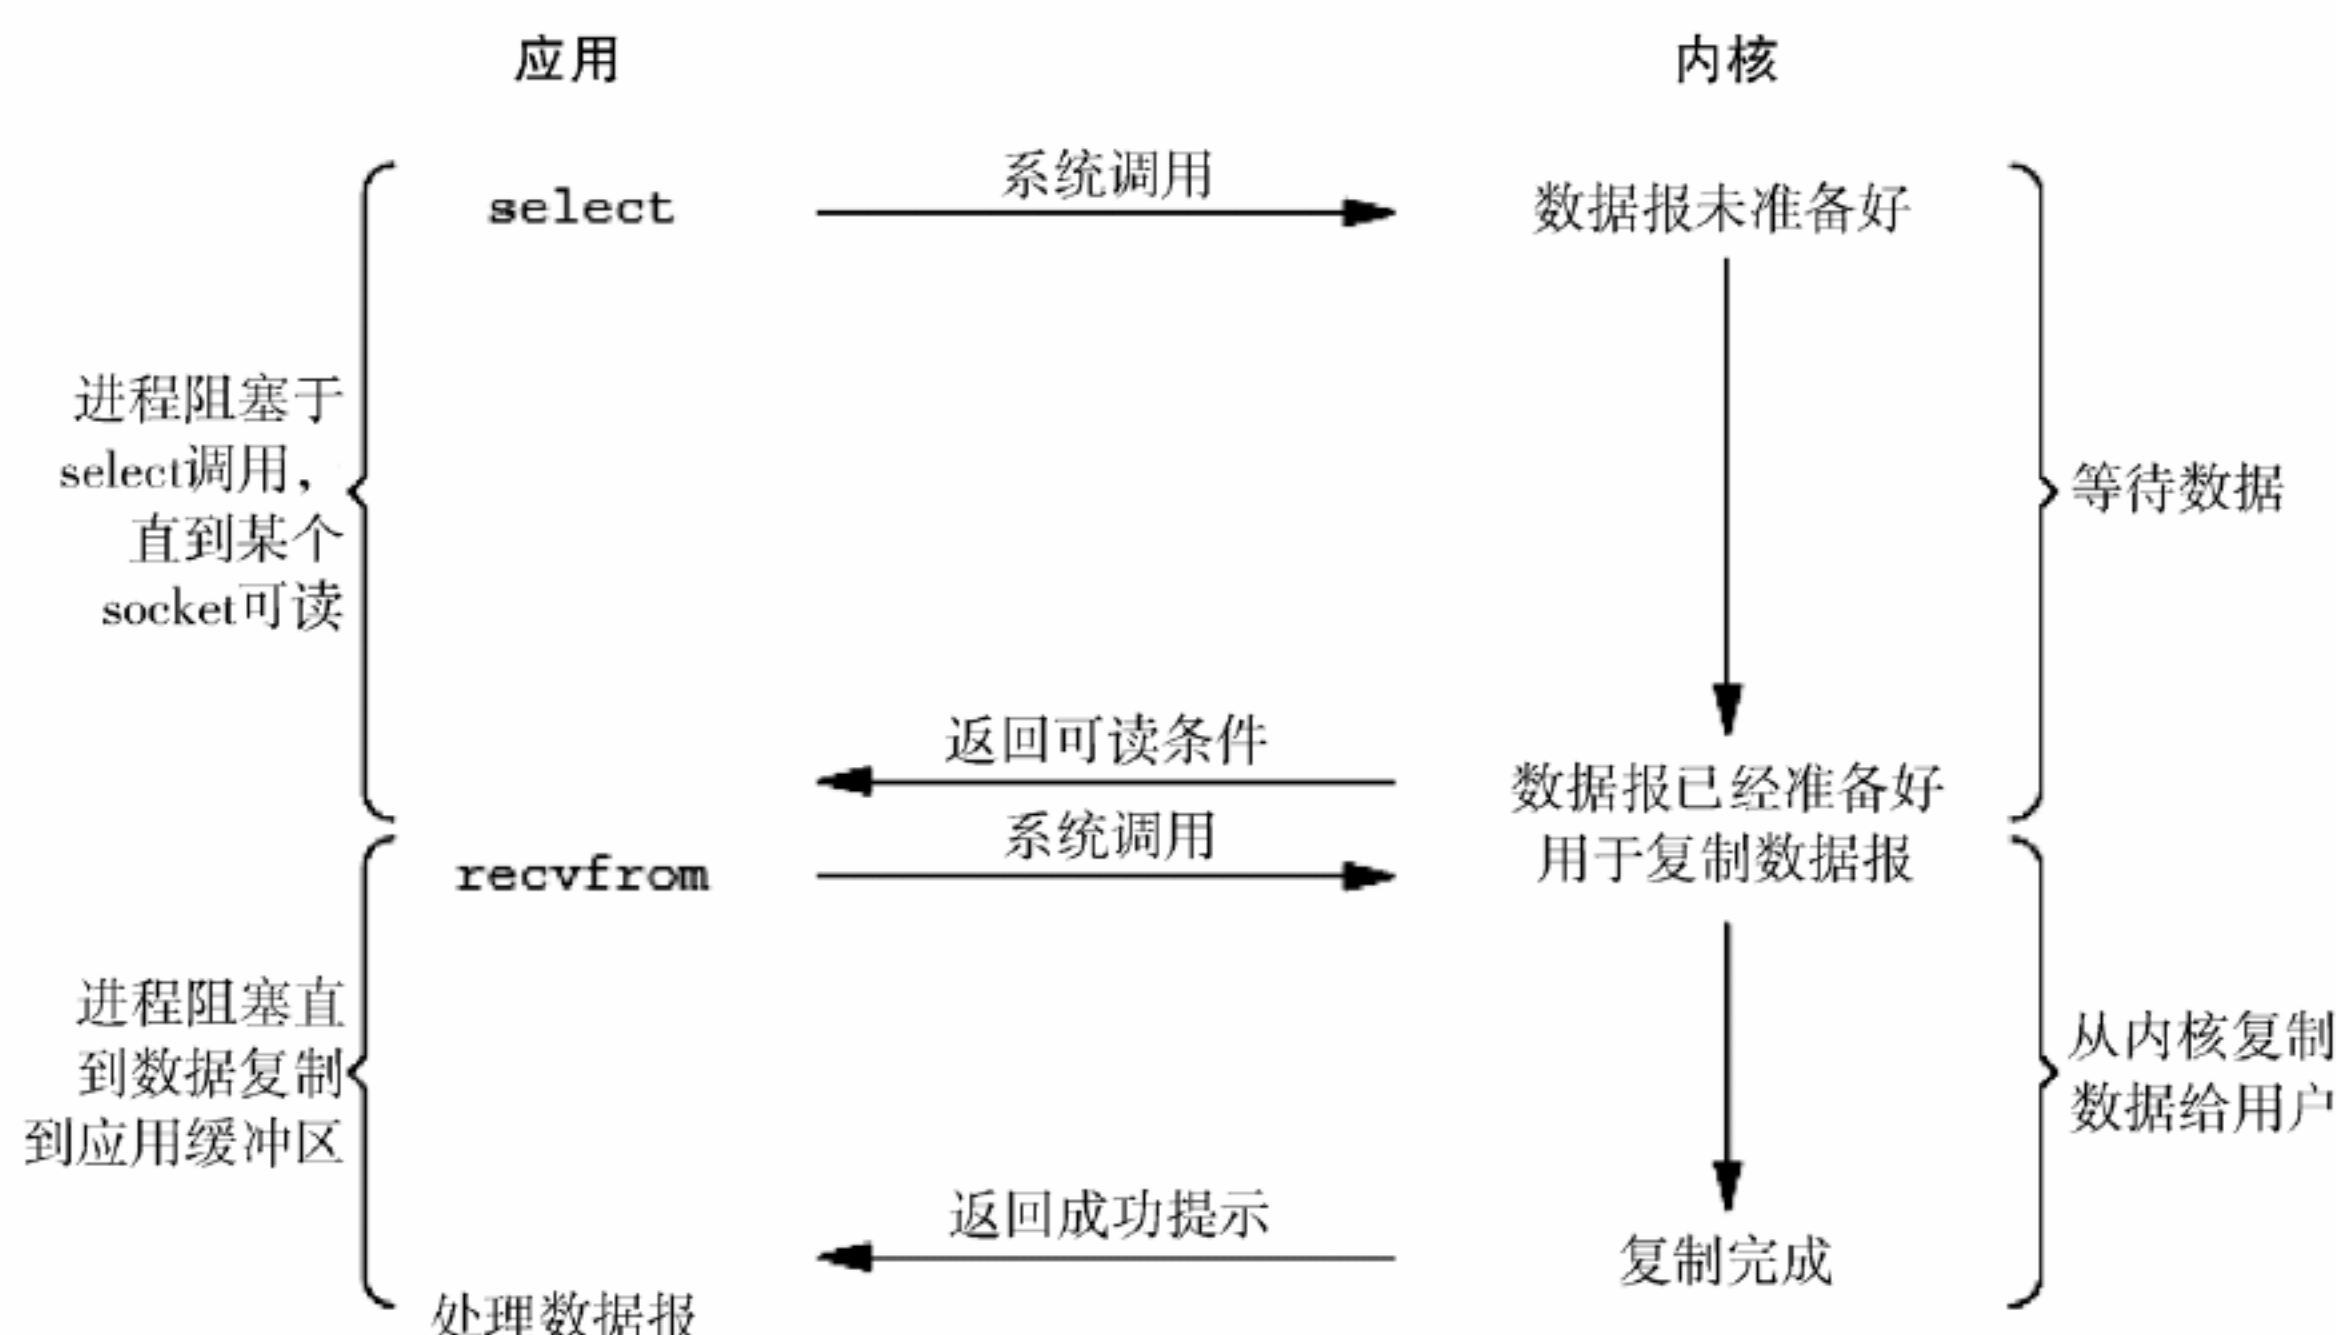 应用
内核
系统调用
select
数据报未准备好
进程阻塞于
select调用，
直到某个
socket可读
等待数据
返回可读条件
数据报已经准备好
系统调用
recvfrom
用于复制数据报
进程阻塞直
到数据复制
到应用缓冲区
从内核复制
数据给用户
返回成功提示
复制完成
处理数据报